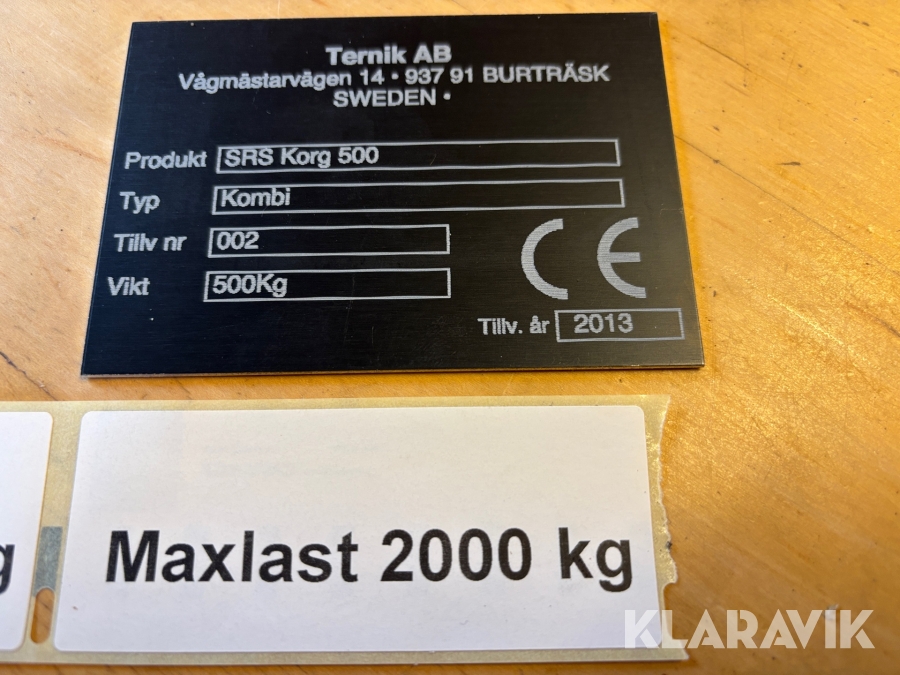 Ternik AB
Vågmästarvägen 14 • 937 91 BURTRÄSK
SWEDEN •
Produkt SRS Korg 500
Typ Kombi
Tillv nr 002
Vikt 500Kg
CE
Tillv. år 2013
g
Maxlast 2000 kg
KLARAVIK